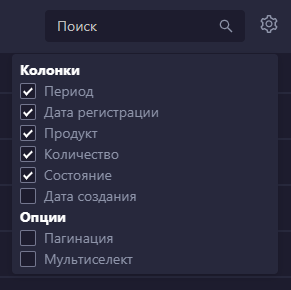 Поиск
Колонки
Период
Дата регистрации
Продукт
Количество
Состояние
Дата создания
Опции
Пагинация
Мультиселект